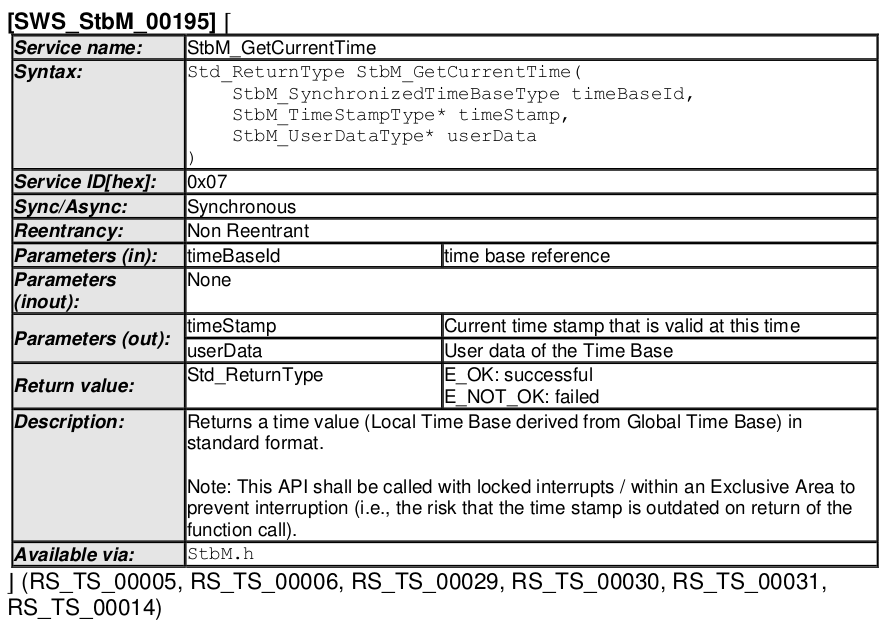 [SWS_StbM_00195] ⌈
Service name: StbM_GetCurrentTime
Syntax: Std_ReturnType StbM_GetCurrentTime(
StbM_SynchronizedTimeBaseType timeBaseId,
StbM_TimeStampType* timeStamp,
StbM_UserDataType* userData
)
Service ID[hex]: 0x07
Sync/Async: Synchronous
Reentrancy: Non Reentrant
Parameters (in): timeBaseId time base reference
Parameters None
(inout):
Parameters (out): timeStamp Current time stamp that is valid at this time
userData User data of the Time Base
Return value: Std_ReturnType E_OK: successful
E_NOT_OK: failed
Description: Returns a time value (Local Time Base derived from Global Time Base) in
standard format.
Note: This API shall be called with locked interrupts / within an Exclusive Area to
prevent interruption (i.e., the risk that the time stamp is outdated on return of the
function call).
Available via: StbM.h
⌋ (RS_TS_00005, RS_TS_00006, RS_TS_00029, RS_TS_00030, RS_TS_00031,
RS_TS_00014)